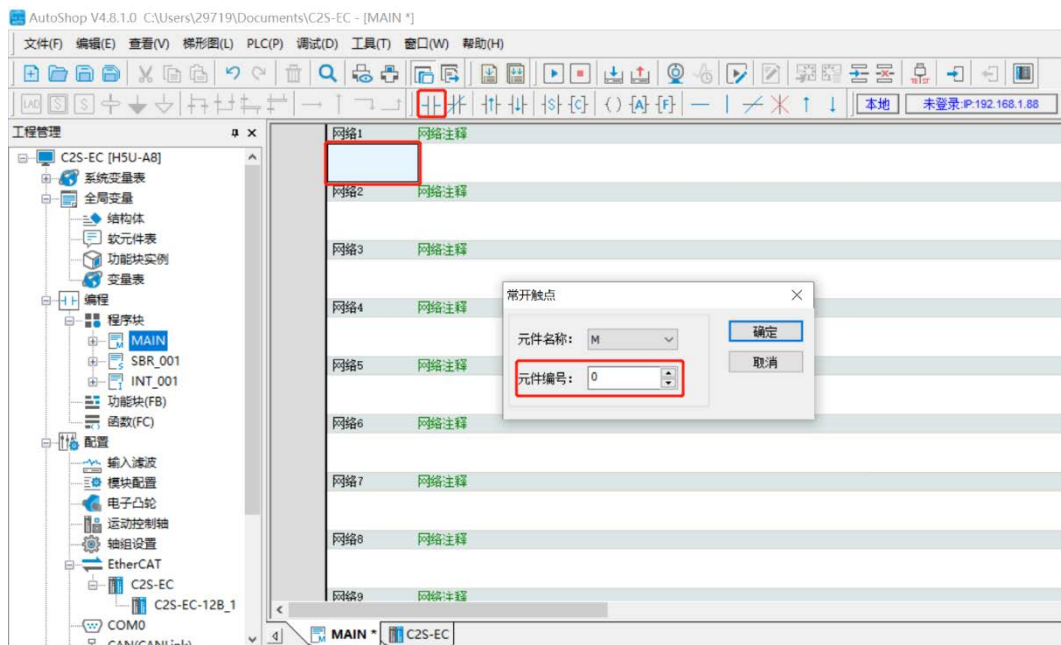 AutoShop V4.8.1.0  C:\Users\29719\Documents\C2S-EC - [MAIN *]
文件(F)  编辑(E)  查看(V)  梯形图(L)  PLC(P)  调试(D)  工具(T)  窗口(W)  帮助(H)
LAD S S S C A F 本地 未登录:IP:192.168.1.88
工程管理
C2S-EC [H5U-A8]
系统变量表
全局变量
结构体
软元件表
功能块实例
变量表
编程
程序块
MAIN
SBR_001
INT_001
功能块(FB)
函数(FC)
配置
输入滤波
模块配置
电子凸轮
运动控制轴
轴组设置
EtherCAT
C2S-EC
C2S-EC-12B_1
COM0
CAN(CANLink)
网络1 网络注释
网络2 网络注释
网络3 网络注释
网络4 网络注释
网络5 网络注释
网络6 网络注释
网络7 网络注释
网络8 网络注释
网络9 网络注释
常开触点
元件名称: M
元件编号: 0
确定
取消
MAIN * C2S-EC